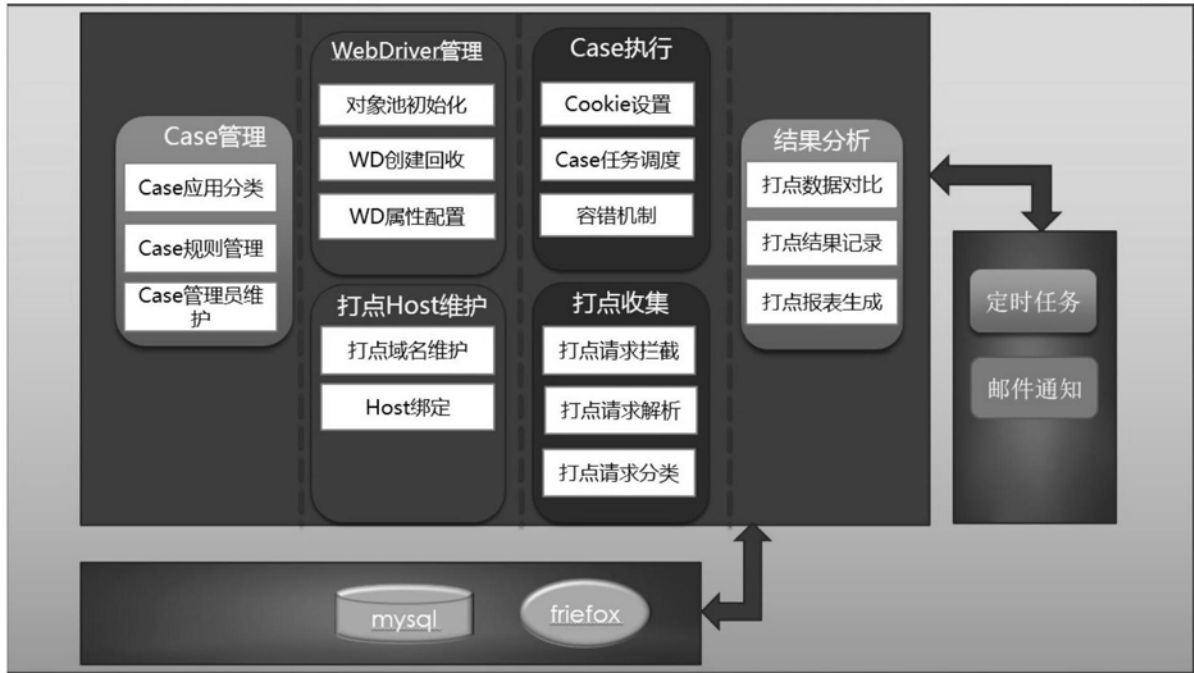 Case管理
Case应用分类
Case规则管理
Case管理员维
护
WebDriver管理
对象池初始化
WD创建回收
WD属性配置
打点Host维护
打点域名维护
Host绑定
Case执行
Cookie设置
Case任务调度
容错机制
打点收集
打点请求拦截
打点请求解析
打点请求分类
结果分析
打点数据对比
打点结果记录
打点报表生成
定时任务
邮件通知
mysql
friefox